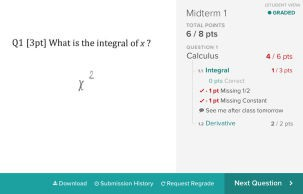 STUDENT VIEW
Midterm 1
● GRADED
TOTAL POINTS
6 / 8 pts
Q1 [3pt] What is the integral of x ?
x²
QUESTION 1
Calculus 4 / 6 pts
1.1 Integral 1 / 3 pts
0 pts Correct
✓ - 1 pt Missing 1/2
✓ - 1 pt Missing Constant
See me after class tomorrow
1.2 Derivative 2 / 2 pts
Download Submission History Request Regrade Next Question >